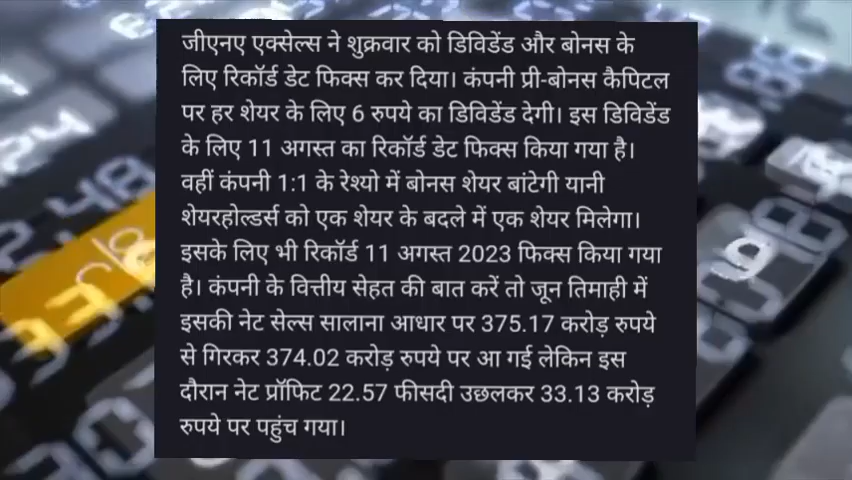 जीएनए एक्सेल्स ने शुक्रवार को डिविडेंड और बोनस के
लिए रिकॉर्ड डेट फिक्स कर दिया। कंपनी प्री-बोनस कैपिटल
पर हर शेयर के लिए 6 रुपये का डिविडेंड देगी। इस डिविडेंड
के लिए 11 अगस्त का रिकॉर्ड डेट फिक्स किया गया है।
वहीं कंपनी 1:1 के रेश्यो में बोनस शेयर बांटेगी यानी
शेयरहोल्डर्स को एक शेयर के बदले में एक शेयर मिलेगा।
इसके लिए भी रिकॉर्ड 11 अगस्त 2023 फिक्स किया गया
है। कंपनी के वित्तीय सेहत की बात करें तो जून तिमाही में
इसकी नेट सेल्स सालाना आधार पर 375.17 करोड़ रुपये
से गिरकर 374.02 करोड़ रुपये पर आ गई लेकिन इस
दौरान नेट प्रॉफिट 22.57 फीसदी उछलकर 33.13 करोड़
रुपये पर पहुंच गया।